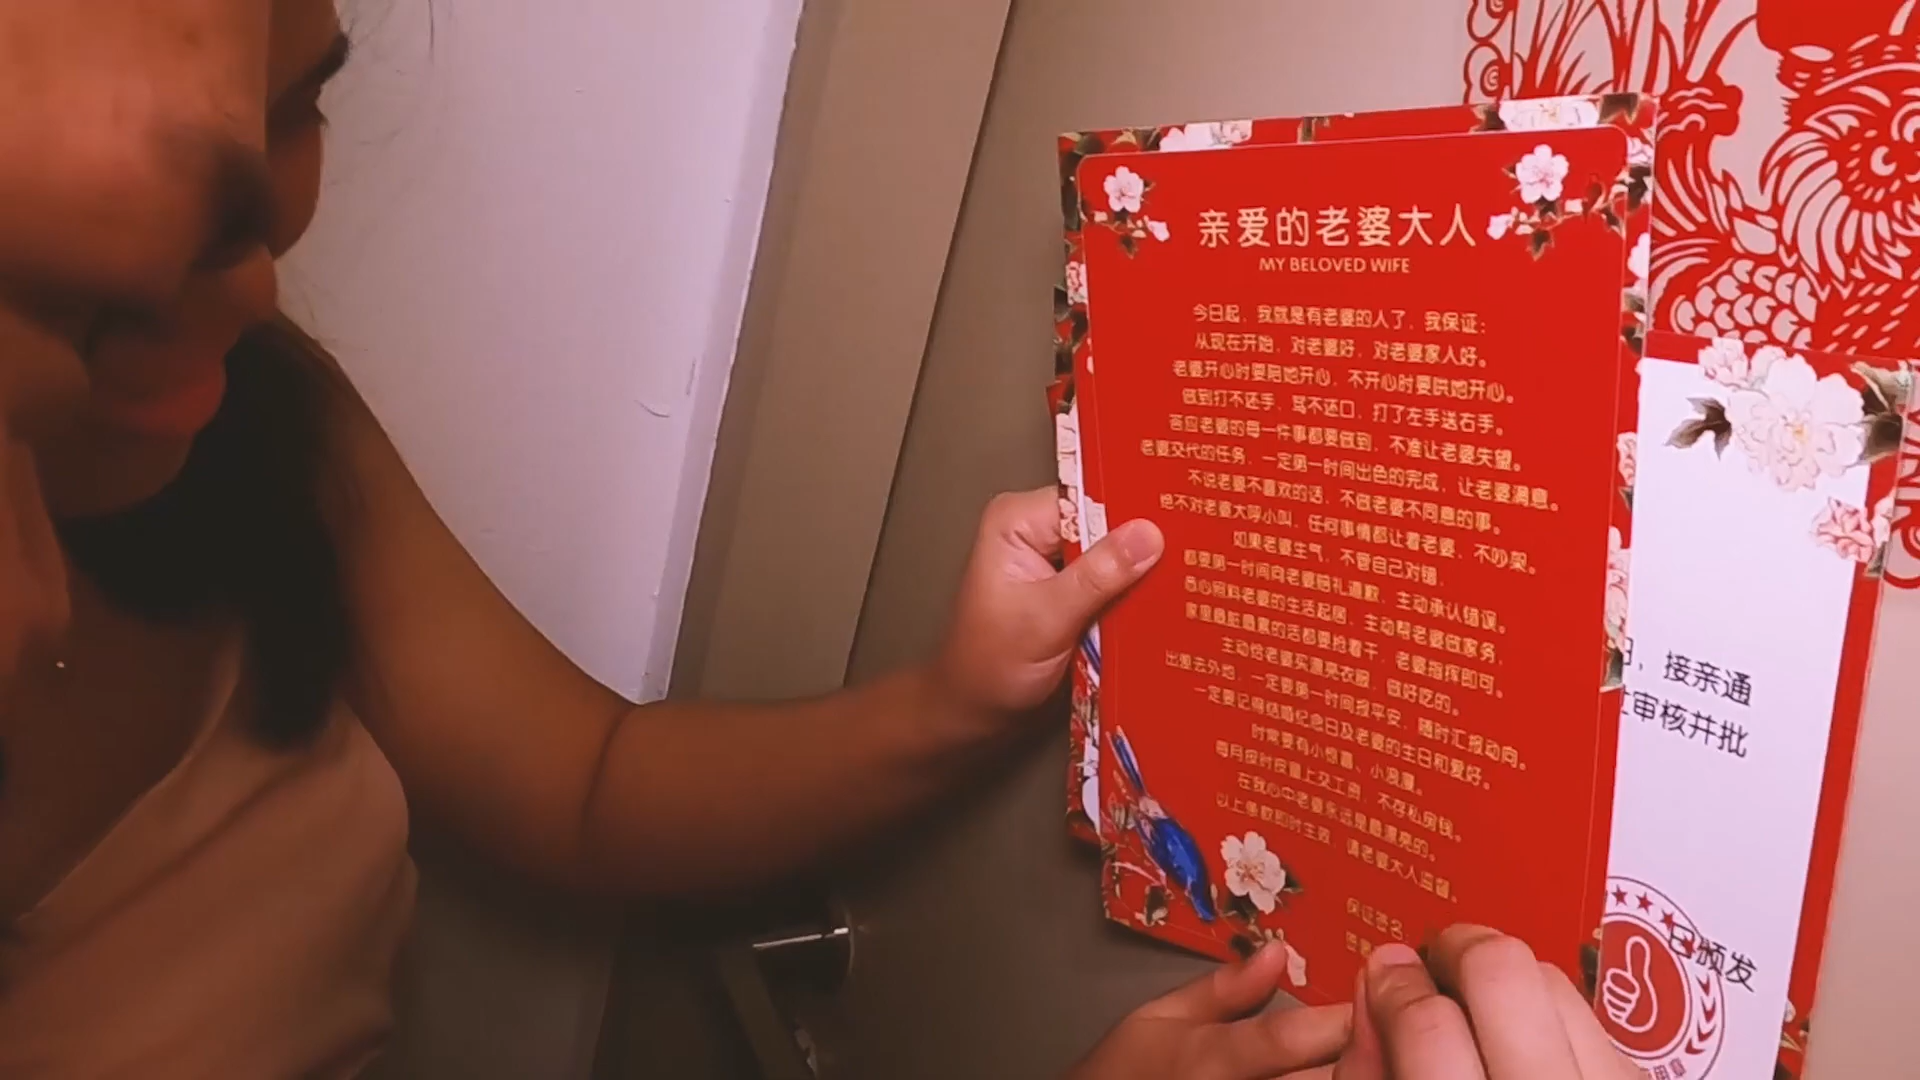 亲爱的老婆大人
MY BELOVED WIFE
今日起，我就是有老婆的人了，我保证：
从现在开始，对老婆好，对老婆家人好。
老婆开心时要陪她开心，不开心时要哄她开心。
做到打不还手，骂不还口，打了左手送右手。
答应老婆的每一件事都要做到，不准让老婆失望。
老婆交代的任务，一定第一时间出色的完成，让老婆满意。
不说老婆不喜欢的话，不做老婆不同意的事。
绝不对老婆大呼小叫，任何事情都让着老婆，不吵架。
如果老婆生气，不管自己对错，
都要第一时间向老婆赔礼道歉，主动承认错误。
悉心照料老婆的生活起居，主动帮老婆做家务，
家里最脏最累的活都要抢着干，老婆指挥即可。
主动给老婆买漂亮衣服，做好吃的。
出差去外地，一定要第一时间报平安，随时汇报动向。
一定要记得结婚纪念日及老婆的生日和爱好。
时常要有小惊喜、小浪漫。
每月按时按量上交工资，不存私房钱。
在我心中老婆永远是最漂亮的。
以上条款即时生效，请老婆大人监督。
保证签名：
，接亲通
审核并批
颁发